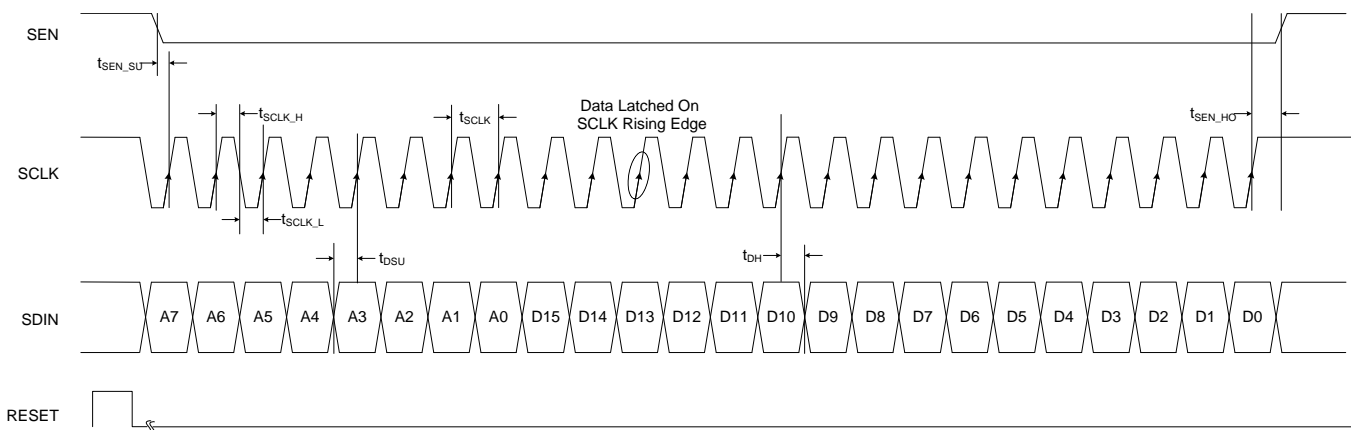 SEN
tSEN_SU
tSCLK_H
tSCLK
Data Latched On
SCLK Rising Edge
tSEN_HO
SCLK
tSCLK_L
tDSU
tDH
SDIN
A7 A6 A5 A4 A3 A2 A1 A0 D15 D14 D13 D12 D11 D10 D9 D8 D7 D6 D5 D4 D3 D2 D1 D0
RESET